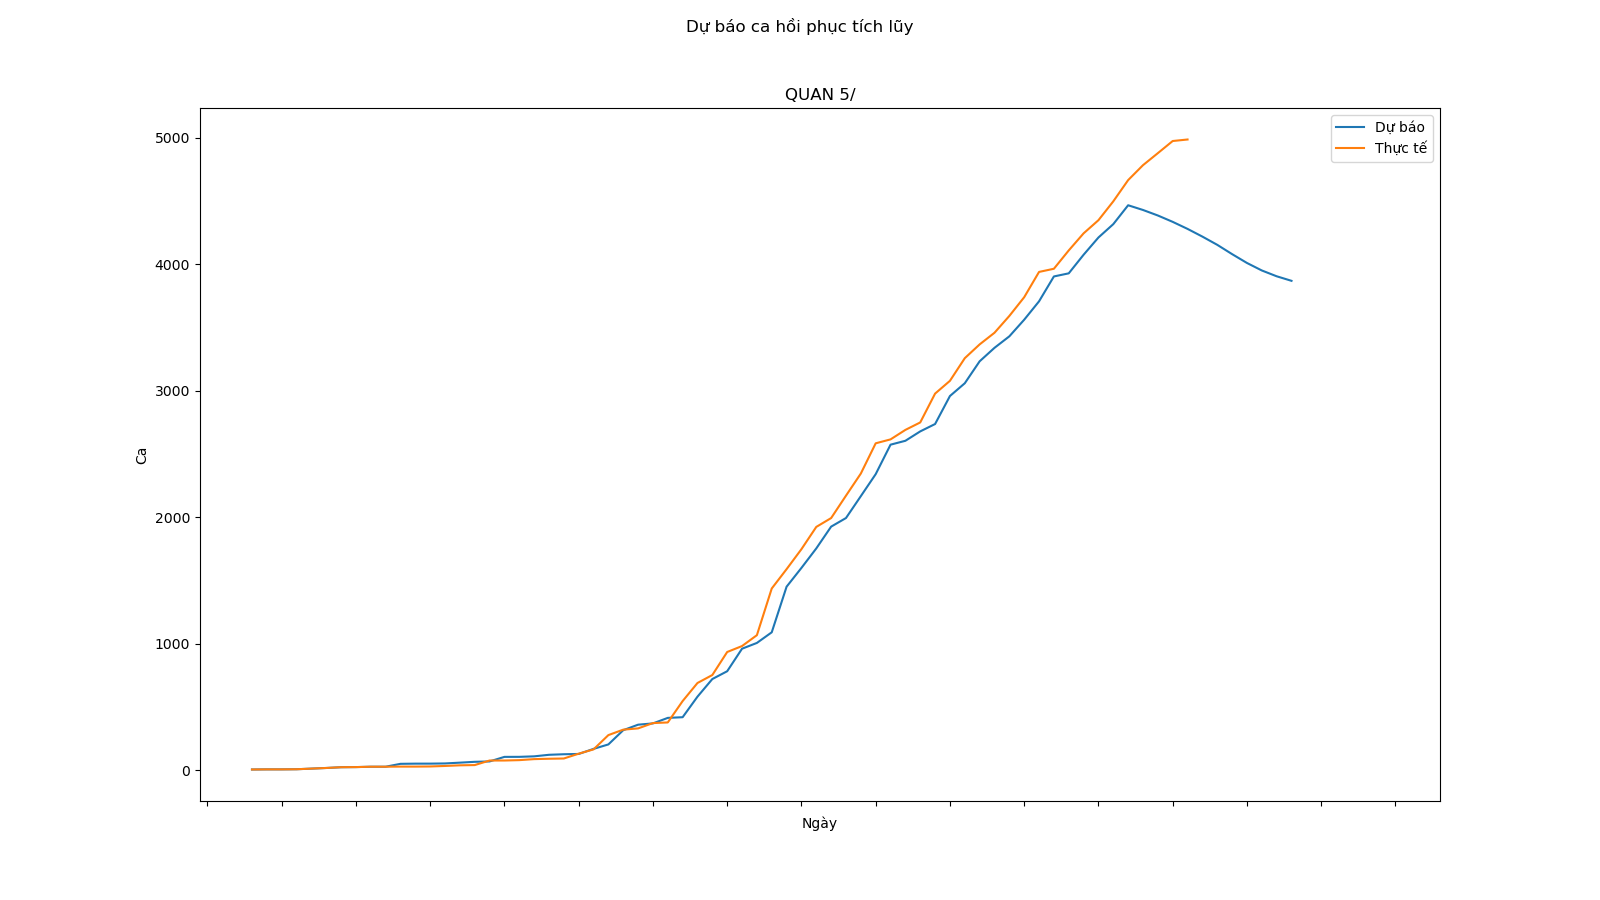 Dự báo ca hồi phục tích lũy
QUAN 5/
Dự báo
Thực tế
5000
4000
3000
2000
1000
0
Ca
Ngày